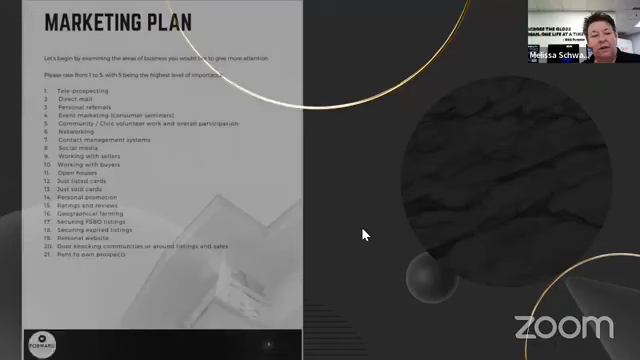 MARKETING PLAN
Let's begin by examining the areas of business you would like to give more attention
Please rate from 1 to 5, with 5 being the highest level of importance
1. Tele-prospecting
2. Direct mail
3. Personal referrals
4. Event marketing (consumer seminars)
5. Community / Civic volunteer work and overall participation
6. Networking
7. Contact management systems
8. Social media
9. Working with sellers
10. Working with buyers
11. Open houses
12. Just listed cards
13. Just sold cards
14. Personal promotion
15. Ratings and reviews
16. Geographical farming
17. Securing FSBO listings
18. Securing expired listings
19. Personal website
20. Door knocking communities or around listings and sales
21. Rent to own prospects
FORWARD
Melissa Schwa...
ONE LIFE AT A TIME
zoom